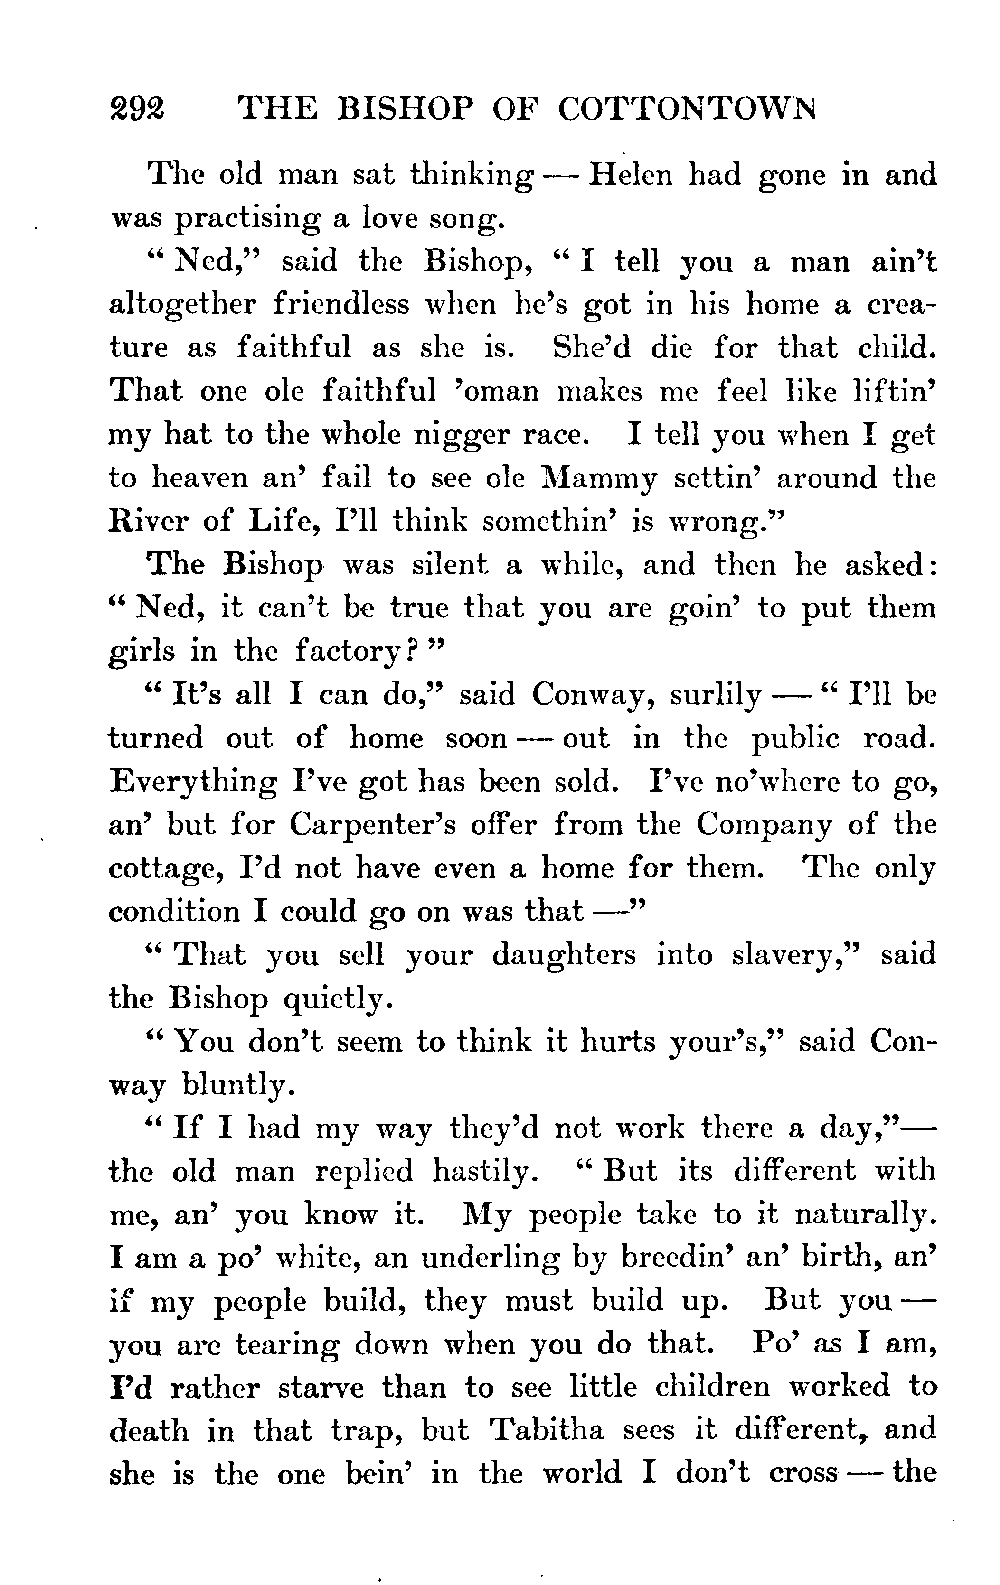 292 THE BISHOP OF COTTONTOWN
The old man sat thinking — Helen had gone in and
was practising a love song.
“ Ned,” said the Bishop, “ I tell you a man ain’t
altogether friendless when he’s got in his home a crea-
ture as faithful as she is. She’d die for that child.
That one ole faithful ’oman makes me feel like liftin’
my hat to the whole nigger race. I tell you when I get
to heaven an’ fail to see ole Mammy settin’ around the
River of Life, I’ll think somethin’ is wrong.”
The Bishop was silent a while, and then he asked:
“ Ned, it can’t be true that you are goin’ to put them
girls in the factory? ”
“ It’s all I can do,” said Conway, surlily — “ I’ll be
turned out of home soon — out in the public road.
Everything I’ve got has been sold. I’ve no’where to go,
an’ but for Carpenter’s offer from the Company of the
cottage, I’d not have even a home for them. The only
condition I could go on was that —”
“ That you sell your daughters into slavery,” said
the Bishop quietly.
“ You don’t seem to think it hurts your’s,” said Con-
way bluntly.
“ If I had my way they’d not work there a day,”—
the old man replied hastily. “ But its different with
me, an’ you know it. My people take to it naturally.
I am a po’ white, an underling by breedin’ an’ birth, an’
if my people build, they must build up. But you —
you are tearing down when you do that. Po’ as I am,
I’d rather starve than to see little children worked to
death in that trap, but Tabitha sees it different, and
she is the one bein’ in the world I don’t cross — the